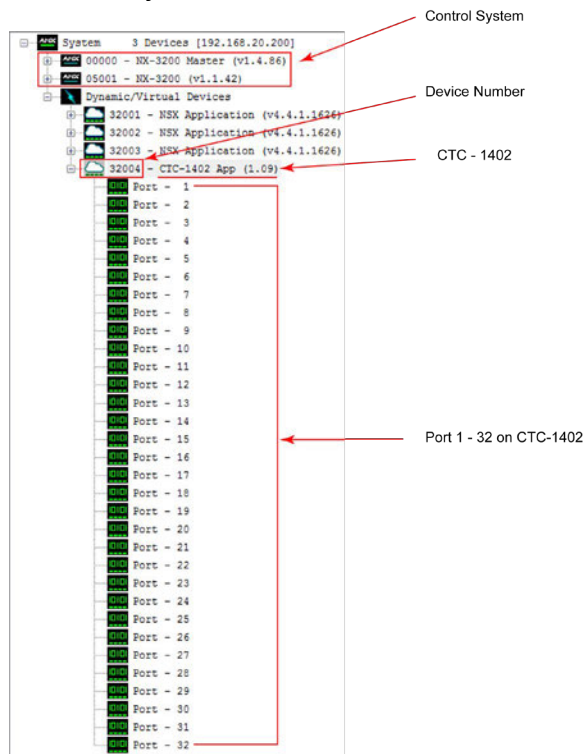 Control System
System 3 Devices [192.168.20.200]
00000 - NX-3200 Master (v1.4.86)
05001 - NX-3200 (v1.1.42)
Device Number
Dynamic/Virtual Devices
32001 - NSX Application (v4.4.1.1626)
32002 - NSX Application (v4.4.1.1626)
32003 - NSX Application (v4.4.1.1626)
CTC - 1402
32004 - CTC-1402 App (1.09)
Port - 1
Port - 2
Port - 3
Port - 4
Port - 5
Port - 6
Port - 7
Port - 8
Port - 9
Port - 10
Port - 11
Port - 12
Port - 13
Port - 14
Port - 15
Port 1 - 32 on CTC-1402
Port - 16
Port - 17
Port - 18
Port - 19
Port - 20
Port - 21
Port - 22
Port - 23
Port - 24
Port - 25
Port - 26
Port - 27
Port - 28
Port - 29
Port - 30
Port - 31
Port - 32